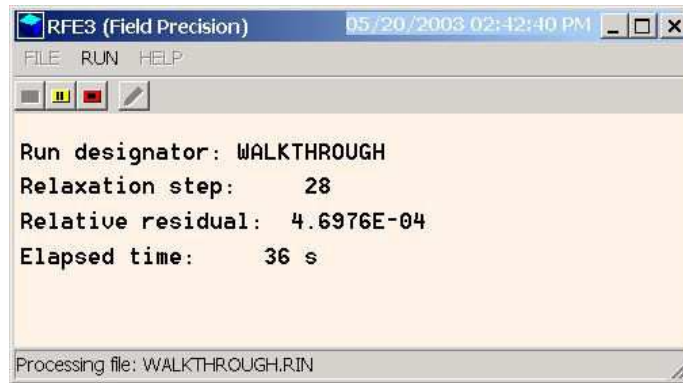 RFE3 (Field Precision) 05/20/2003 02:42:40 PM
FILE RUN HELP
Run designator: WALKTHROUGH
Relaxation step: 28
Relative residual: 4.6976E-04
Elapsed time: 36 s
Processing file: WALKTHROUGH.RIN